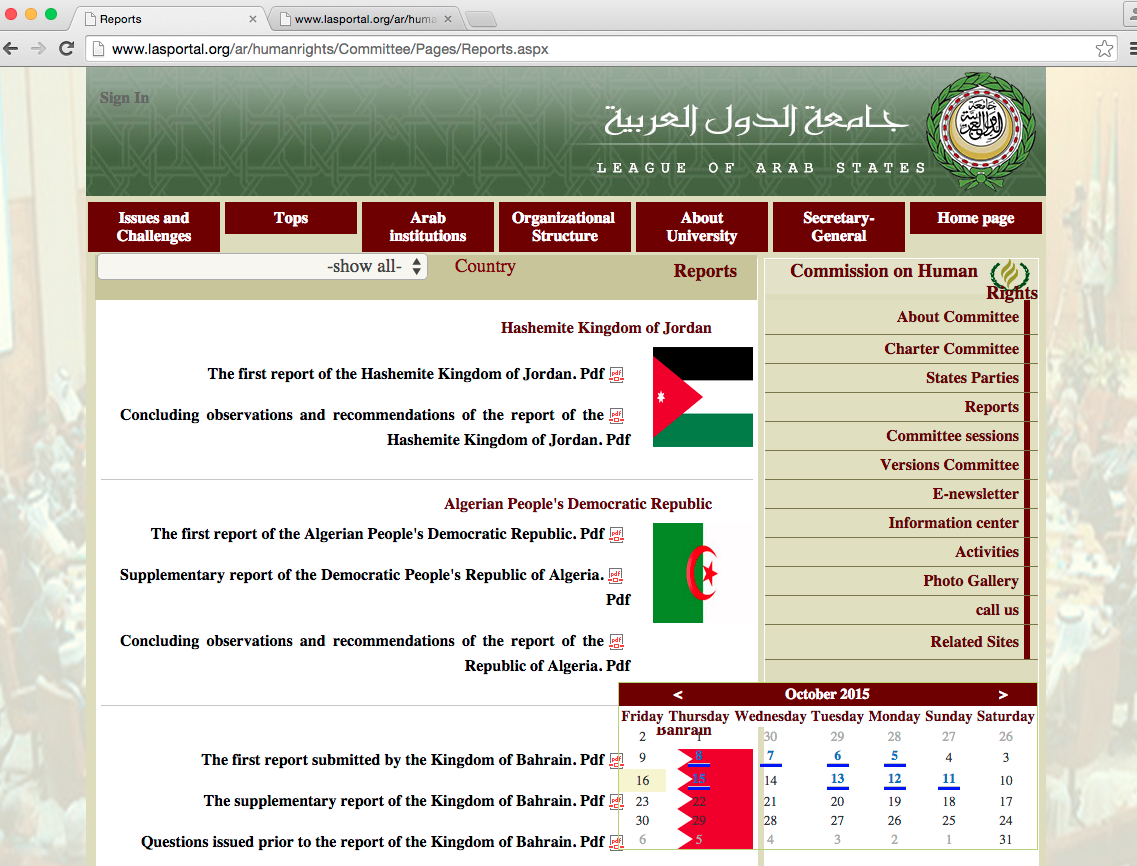 Reports
www.lasportal.org/ar/huma
www.lasportal.org/ar/humanrights/Committee/Pages/Reports.aspx
Sign In
جامعة الدول العربية
LEAGUE OF ARAB STATES
Issues and Challenges
Tops
Arab institutions
Organizational Structure
About University
Secretary-General
Home page
-show all-
Country
Reports
Hashemite Kingdom of Jordan
The first report of the Hashemite Kingdom of Jordan. Pdf
Concluding observations and recommendations of the report of the
Hashemite Kingdom of Jordan. Pdf
Algerian People's Democratic Republic
The first report of the Algerian People's Democratic Republic. Pdf
Supplementary report of the Democratic People's Republic of Algeria.
Pdf
Concluding observations and recommendations of the report of the
Republic of Algeria. Pdf
Bahrain
The first report submitted by the Kingdom of Bahrain. Pdf
The supplementary report of the Kingdom of Bahrain. Pdf
Questions issued prior to the report of the Kingdom of Bahrain. Pdf
Commission on Human
Rights
About Committee
Charter Committee
States Parties
Reports
Committee sessions
Versions Committee
E-newsletter
Information center
Activities
Photo Gallery
call us
Related Sites
< October 2015 >
Friday Thursday Wednesday Tuesday Monday Sunday Saturday
2 1 30 29 28 27 26
9 8 7 6 5 4 3
16 15 14 13 12 11 10
23 22 21 20 19 18 17
30 29 28 27 26 25 24
6 5 4 3 2 1 31